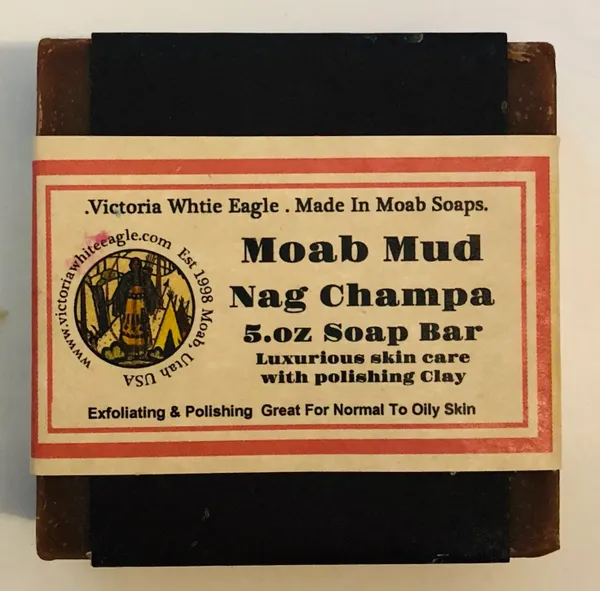 .Victoria Whtie Eagle . Made In Moab Soaps.
www.victoriawhiteeagle.com Est 1998 Moab, Utah USA
Moab Mud
Nag Champa
5.oz Soap Bar
Luxurious skin care
with polishing Clay
Exfoliating & Polishing Great For Normal To Oily Skin